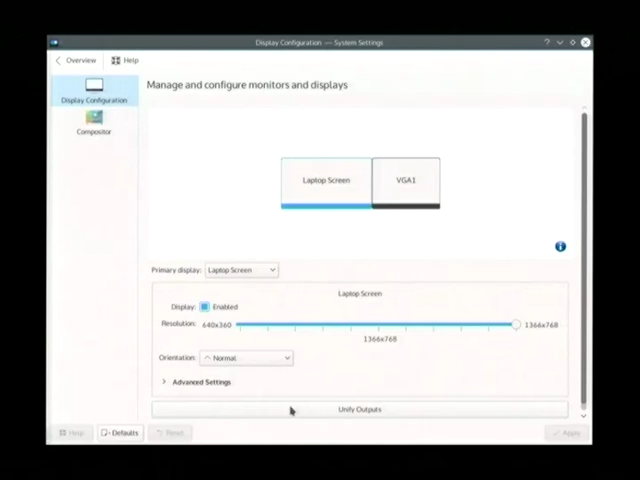 Display Configuration — System Settings
Overview Help
Display Configuration
Compositor
Manage and configure monitors and displays
Laptop Screen VGA1
Primary display: Laptop Screen
Laptop Screen
Display: Enabled
Resolution: 640x360 1366x768
1366x768
Orientation: Normal
Advanced Settings
Unify Outputs
Help Defaults Reset Apply